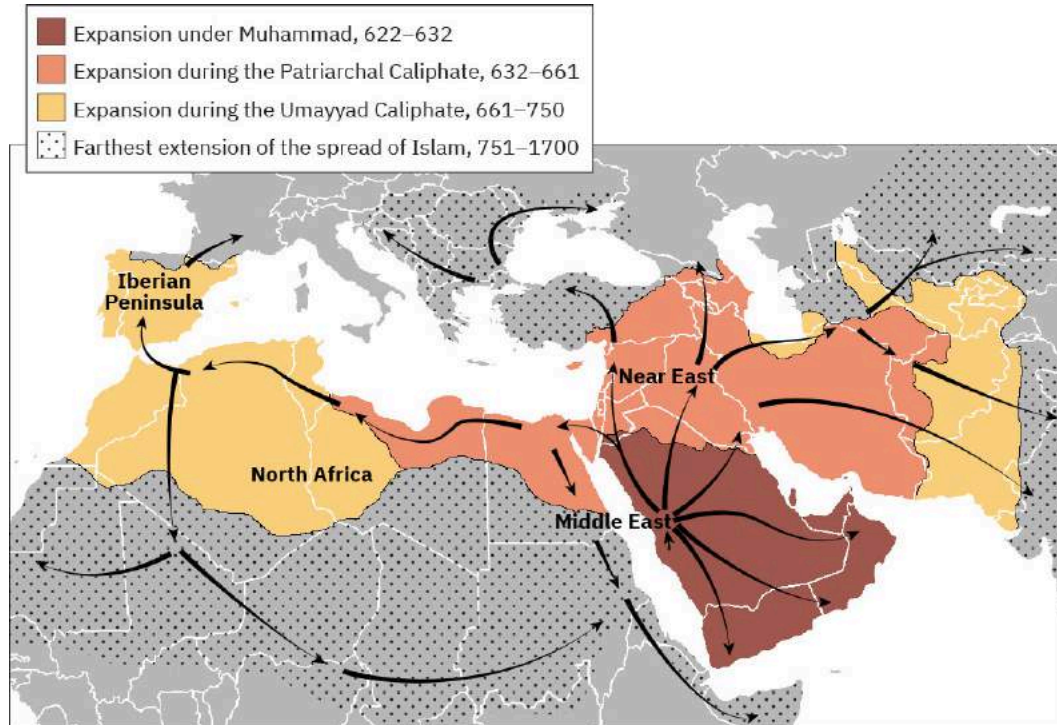 Expansion under Muhammad, 622–632
Expansion during the Patriarchal Caliphate, 632–661
Expansion during the Umayyad Caliphate, 661–750
Farthest extension of the spread of Islam, 751–1700
Iberian
Peninsula
Near East
North Africa
Middle East